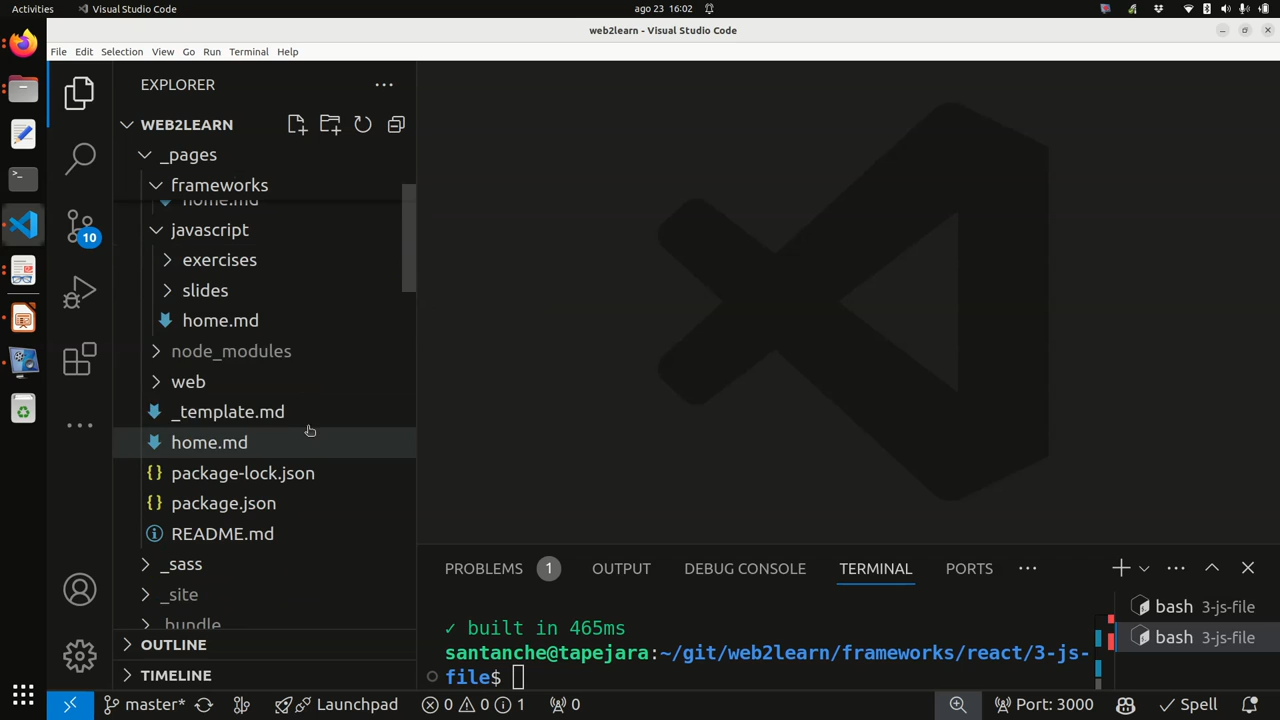 Activities
Visual Studio Code
ago 23 16:02
web2learn - Visual Studio Code
File Edit Selection View Go Run Terminal Help
EXPLORER
WEB2LEARN
_pages
frameworks
home.md
javascript
exercises
slides
home.md
node_modules
web
_template.md
home.md
package-lock.json
package.json
README.md
_sass
_site
.bundle
OUTLINE
TIMELINE
10
PROBLEMS 1 OUTPUT DEBUG CONSOLE TERMINAL PORTS
✓ built in 465ms
santanche@tapejara:~/git/web2learn/frameworks/react/3-js-
file$
bash 3-js-file
bash 3-js-file
master* Launchpad 0 0 1 0 Port: 3000 Spell